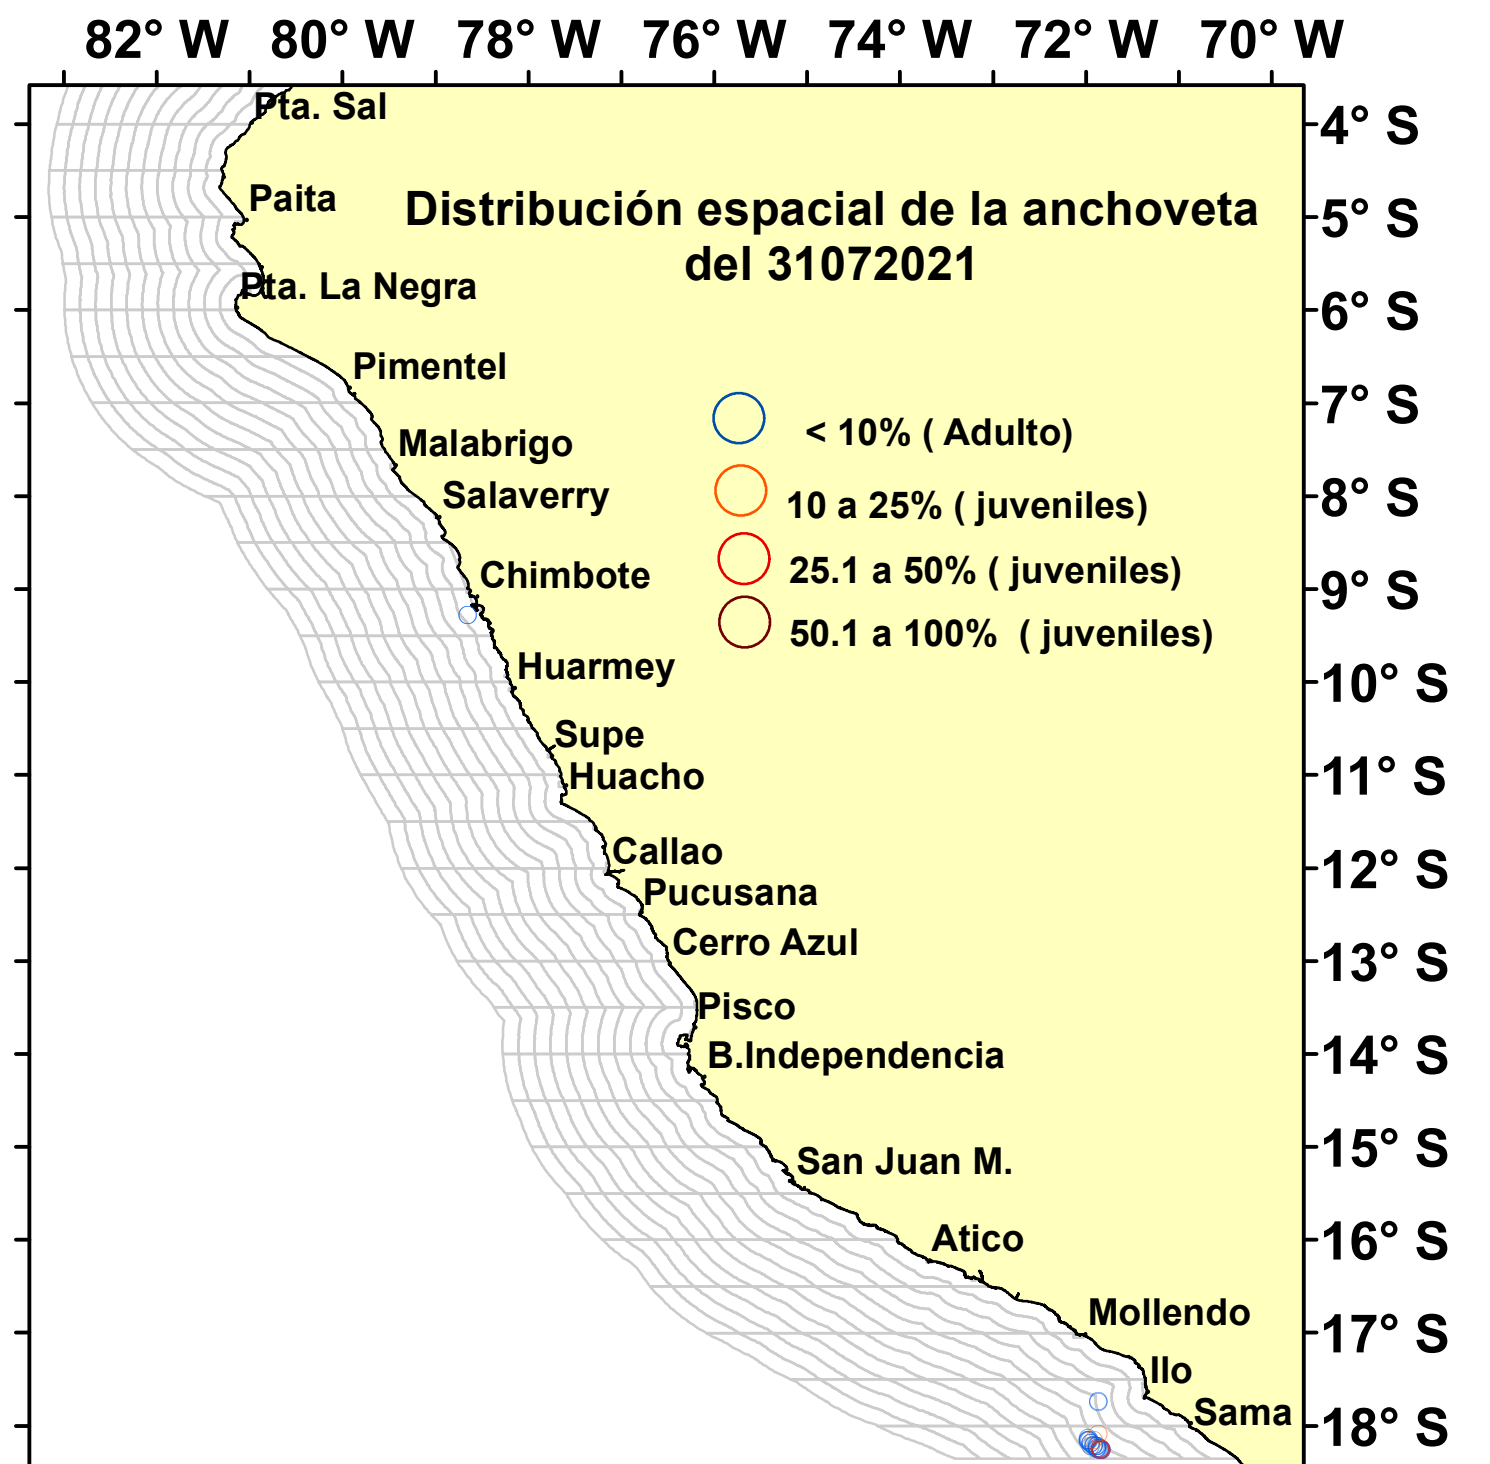 82° W 80° W 78° W 76° W 74° W 72° W 70° W
Pta. Sal
4° S
Paita
Distribución espacial de la anchoveta
5° S
del 31072021
Pta. La Negra
6° S
Pimentel
7° S
< 10% ( Adulto)
Malabrigo
Salaverry
8° S
10 a 25% ( juveniles)
Chimbote
25.1 a 50% ( juveniles)
9° S
50.1 a 100% ( juveniles)
Huarmey
10° S
Supe
Huacho
11° S
Callao
12° S
Pucusana
Cerro Azul
13° S
Pisco
B.Independencia
14° S
San Juan M.
15° S
Atico
16° S
Mollendo
17° S
Ilo
Sama
18° S